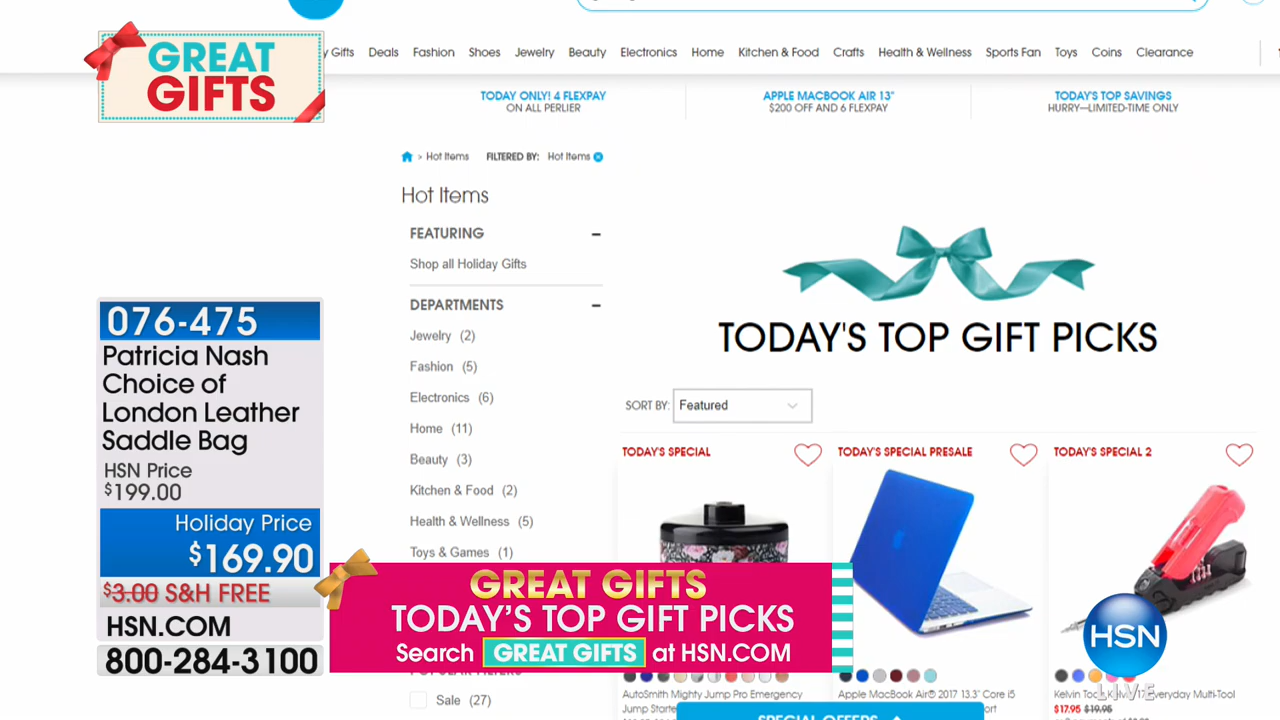 GREAT
GIFTS
Gifts Deals Fashion Shoes Jewelry Beauty Electronics Home Kitchen & Food Crafts Health & Wellness Sports Fan Toys Coins Clearance
TODAY ONLY! 4 FLEXPAY
ON ALL PERLIER
APPLE MACBOOK AIR 13"
$200 OFF AND 6 FLEXPAY
TODAY'S TOP SAVINGS
HURRY—LIMITED-TIME ONLY
> Hot Items FILTERED BY: Hot Items
Hot Items
FEATURING
Shop all Holiday Gifts
DEPARTMENTS
Jewelry (2)
Fashion (5)
Electronics (6)
Home (11)
Beauty (3)
Kitchen & Food (2)
Health & Wellness (5)
Toys & Games (1)
Sale (27)
TODAY'S TOP GIFT PICKS
SORT BY: Featured
TODAY'S SPECIAL
AutoSmith Mighty Jump Pro Emergency
TODAY'S SPECIAL PRESALE
Apple MacBook Air® 2017 13.3" Core i5
TODAY'S SPECIAL 2
Everyday Multi-Tool
$17.95 $19.95
SPECIAL OFFERS
076-475
Patricia Nash
Choice of
London Leather
Saddle Bag
HSN Price
$199.00
Holiday Price
$169.90
$3.00 S&H FREE
HSN.COM
800-284-3100
GREAT GIFTS
TODAY'S TOP GIFT PICKS
Search GREAT GIFTS at HSN.COM
HSN
LIVE